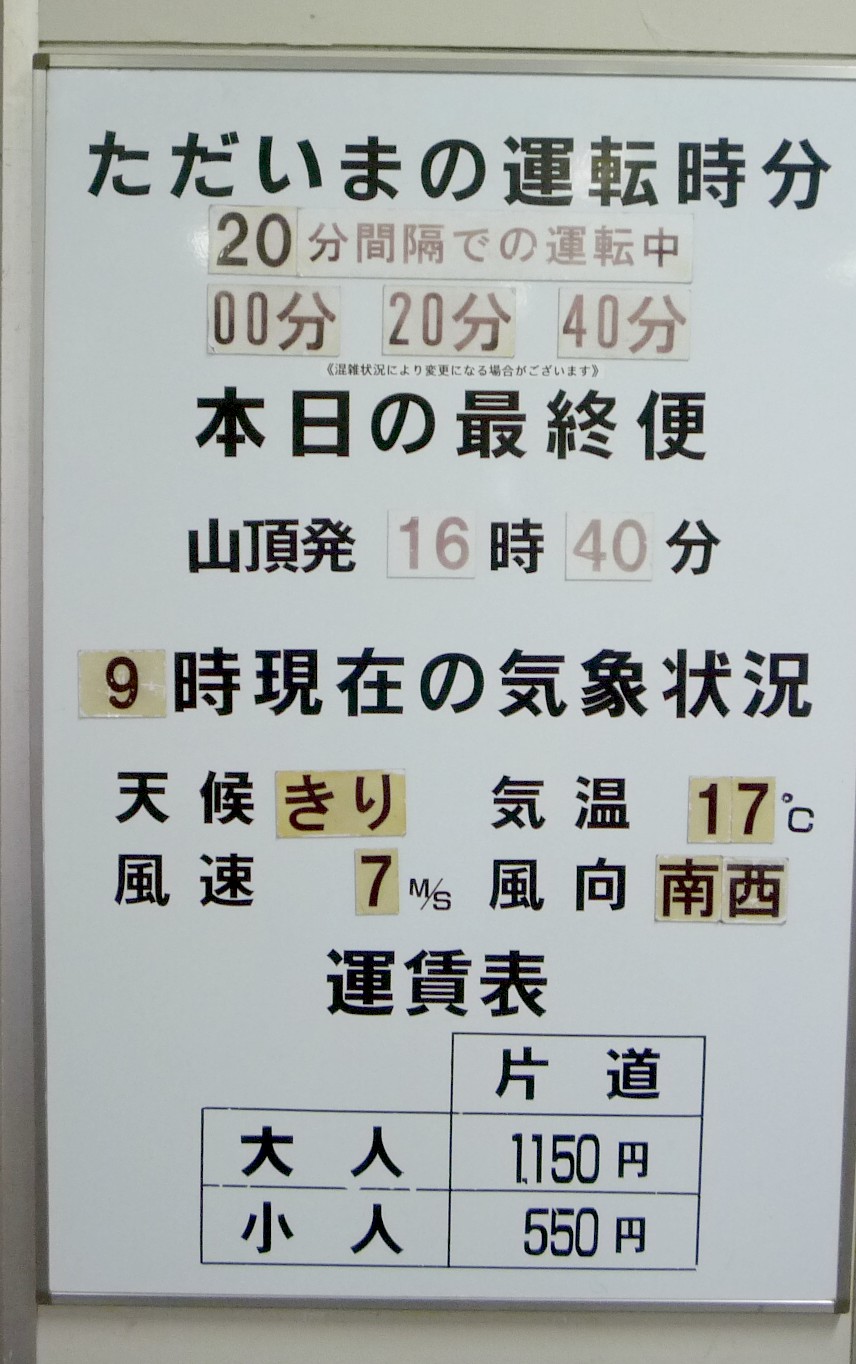 ただいまの運転時分
20分間隔での運転中
00分 20分 40分
《混雑状況により変更になる場合がございます》
本日の最終便
山頂発 16時40分
9時現在の気象状況
天候 きり 気温 17℃
風速 7M/S 風向 南西
運賃表
片道
大人 1,150円
小人 550円